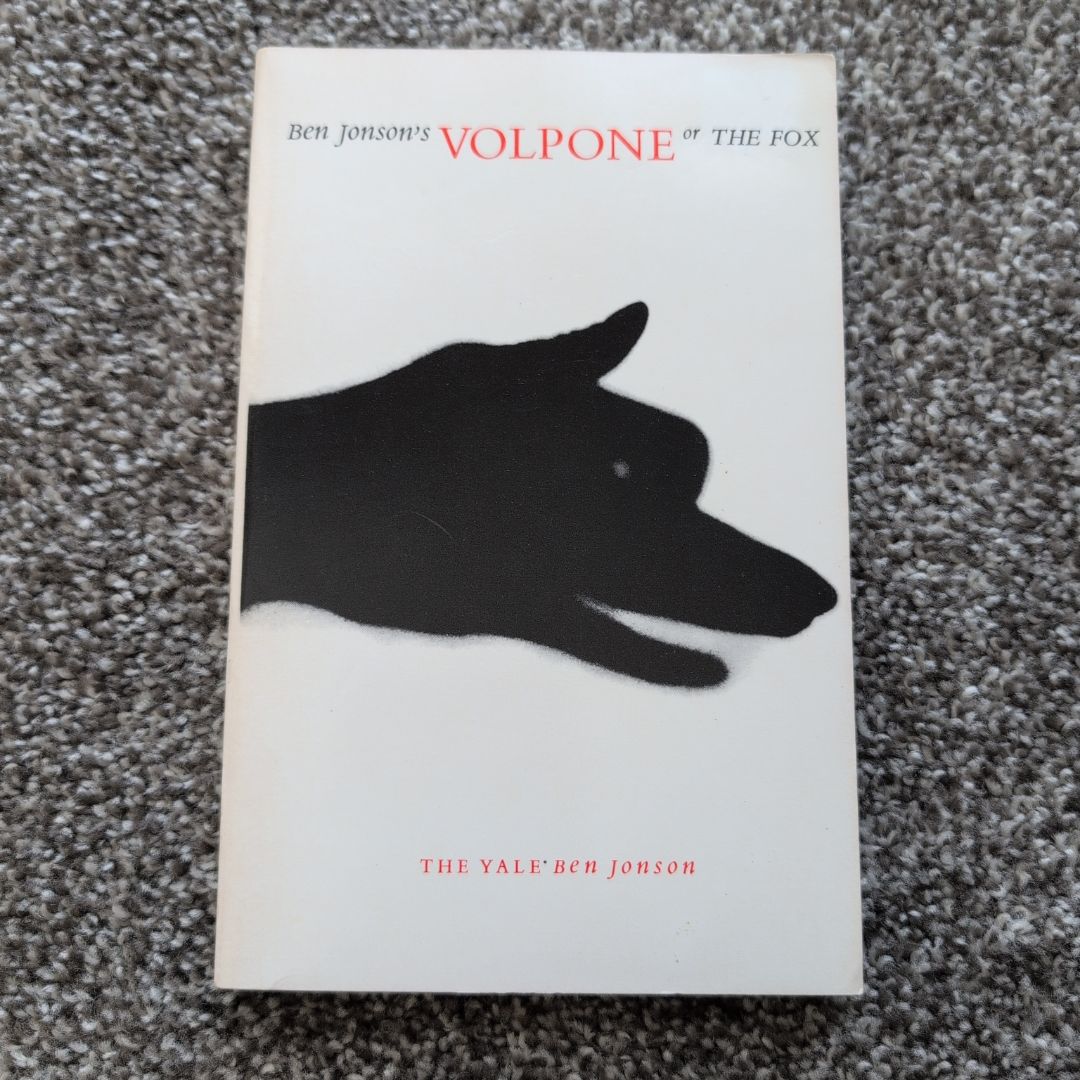 Ben Jonson's VOLPONE or THE FOX
THE YALE Ben Jonson